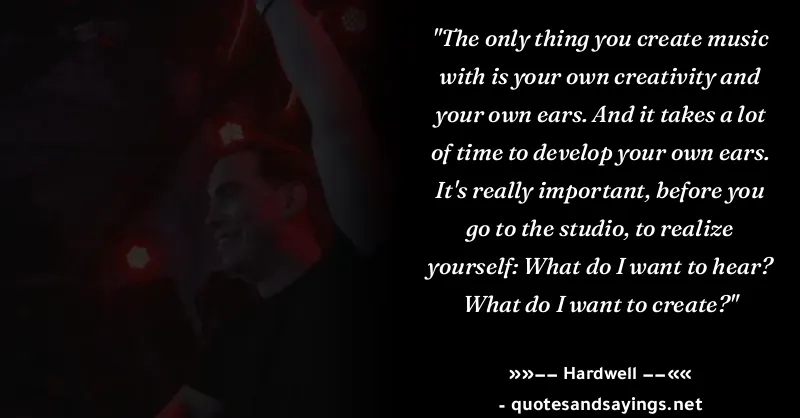 "The only thing you create music
with is your own creativity and
your own ears. And it takes a lot
of time to develop your own ears.
It's really important, before you
go to the studio, to realize
yourself: What do I want to hear?
What do I want to create?"
»»–– Hardwell ––««
- quotesandsayings.net